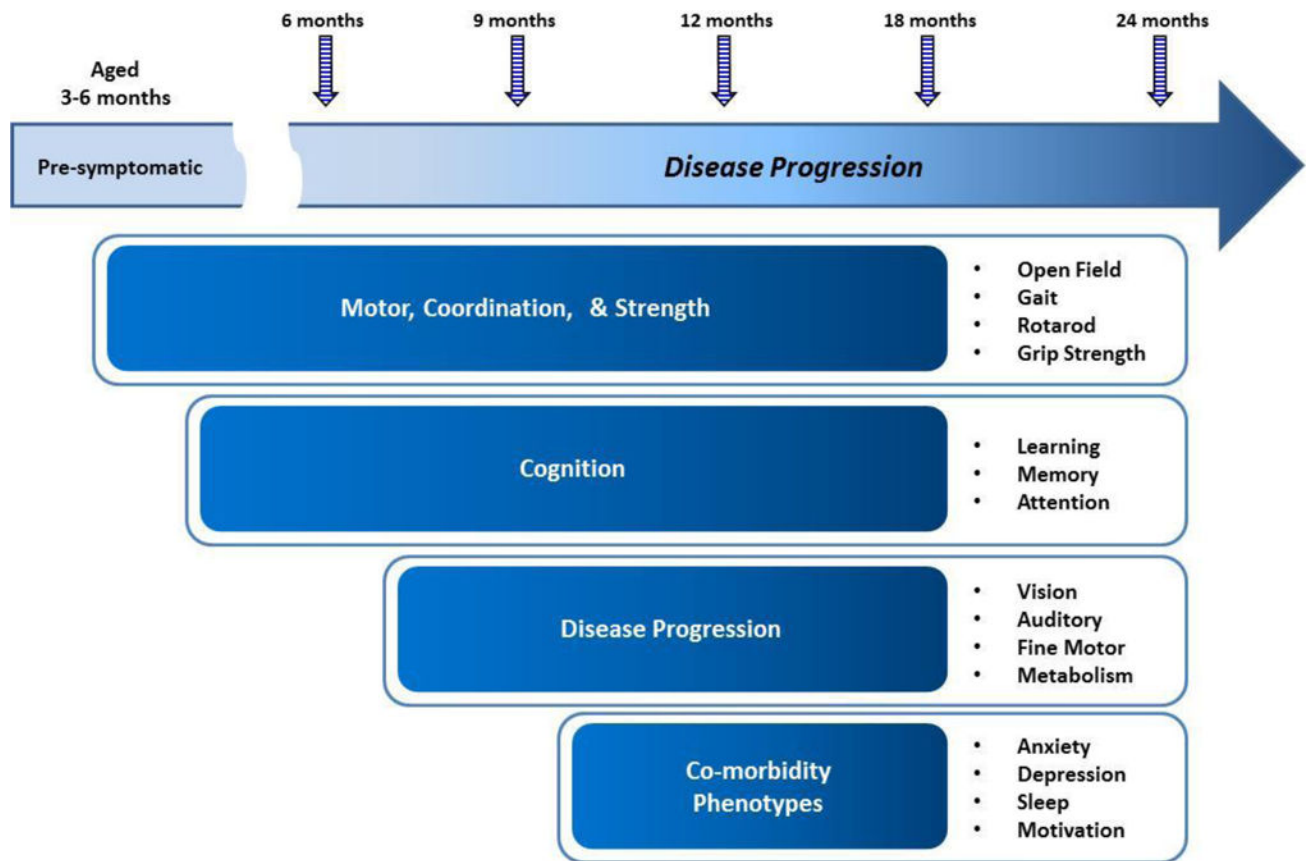 6 months
9 months
12 months
18 months
24 months
Aged
3-6 months
Pre-symptomatic
Disease Progression
Motor, Coordination, & Strength
• Open Field
• Gait
• Rotarod
• Grip Strength
Cognition
• Learning
• Memory
• Attention
Disease Progression
• Vision
• Auditory
• Fine Motor
• Metabolism
Co-morbidity
Phenotypes
• Anxiety
• Depression
• Sleep
• Motivation